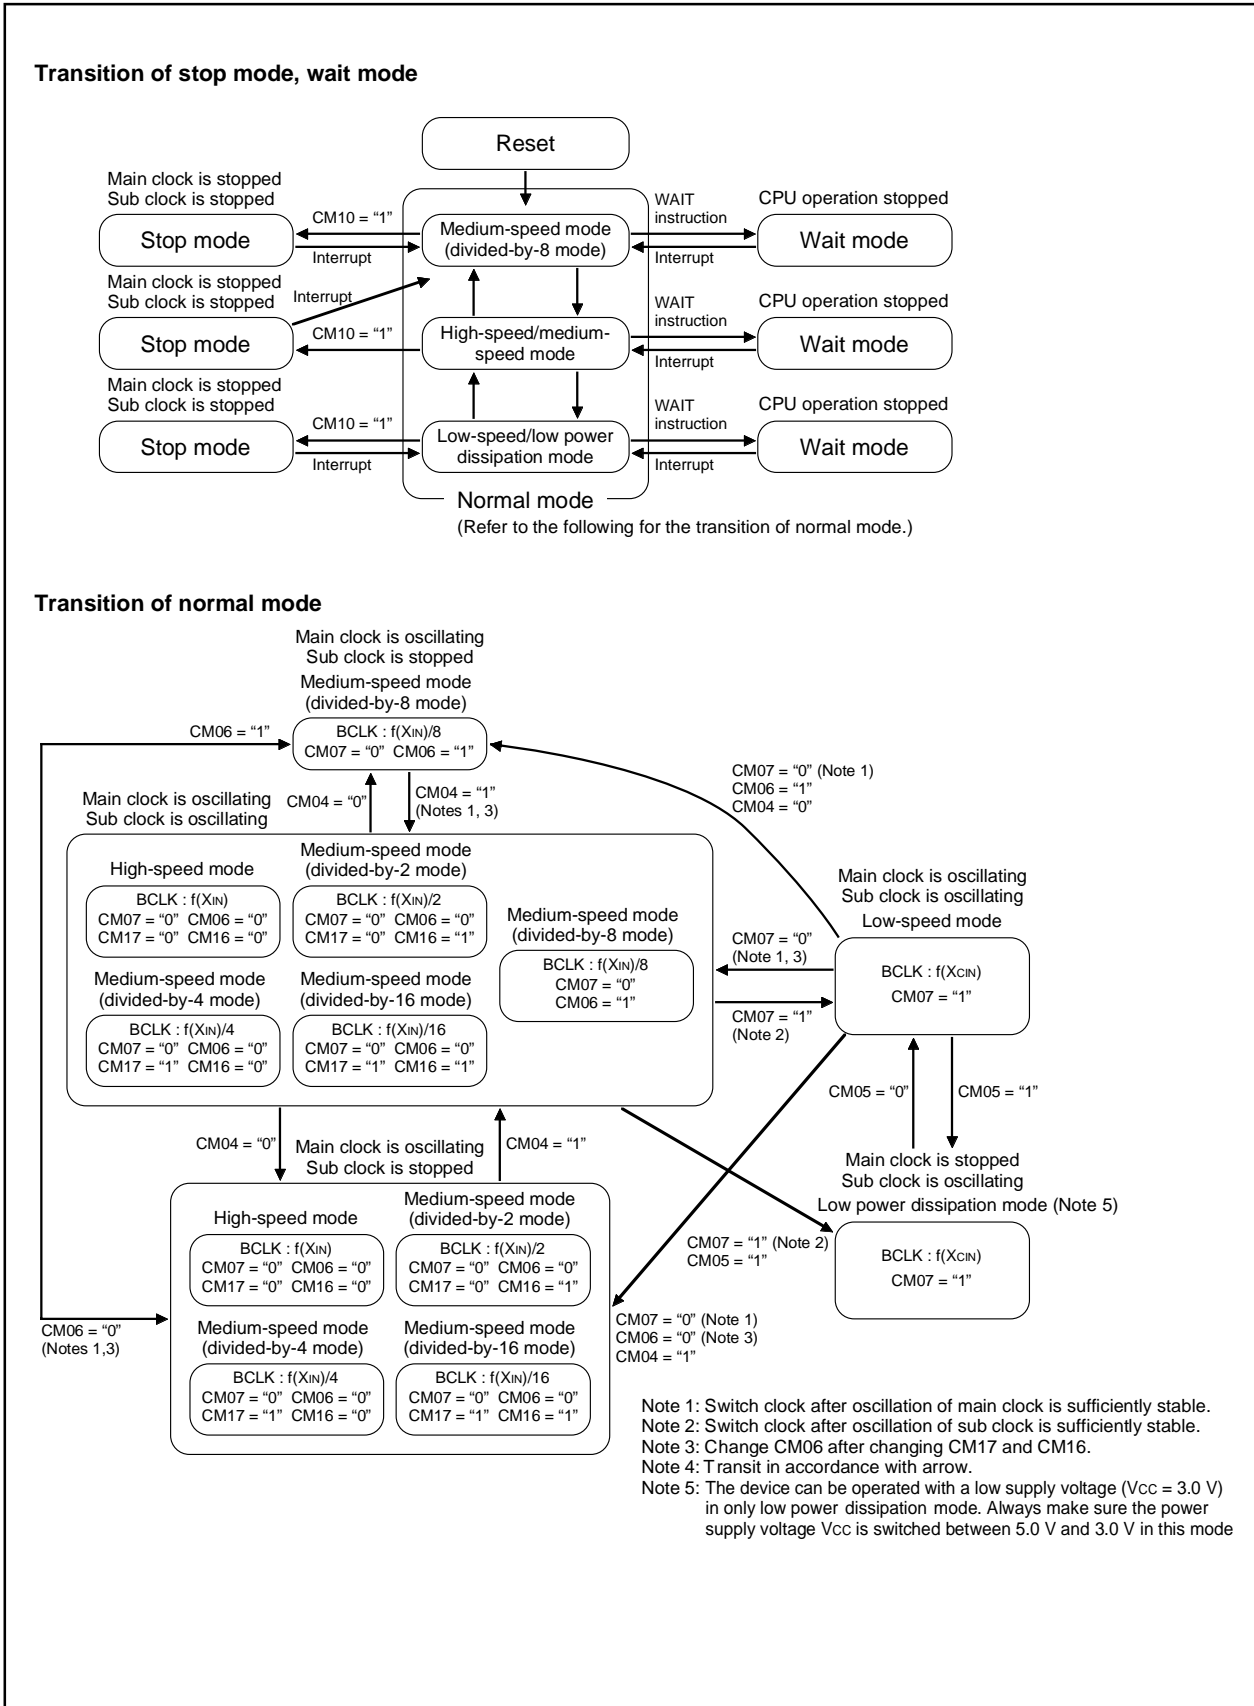 Transition of stop mode, wait mode
Reset
Main clock is stopped
Sub clock is stopped
Stop mode
CM10 = “1”
Interrupt
Medium-speed mode
(divided-by-8 mode)
WAIT
instruction
Interrupt
CPU operation stopped
Wait mode
Main clock is stopped
Sub clock is stopped
Stop mode
Interrupt
CM10 = “1”
High-speed/medium-
speed mode
WAIT
instruction
Interrupt
CPU operation stopped
Wait mode
Main clock is stopped
Sub clock is stopped
Stop mode
CM10 = “1”
Interrupt
Low-speed/low power
dissipation mode
WAIT
instruction
Interrupt
CPU operation stopped
Wait mode
Normal mode
(Refer to the following for the transition of normal mode.)
Transition of normal mode
Main clock is oscillating
Sub clock is stopped
Medium-speed mode
(divided-by-8 mode)
CM06 = “1”
BCLK : f(XIN)/8
CM07 = “0” CM06 = “1”
CM07 = “0” (Note 1)
CM06 = “1”
CM04 = “0”
Main clock is oscillating
Sub clock is oscillating
CM04 = “0”
CM04 = “1”
(Notes 1, 3)
High-speed mode
BCLK : f(XIN)
CM07 = “0” CM06 = “0”
CM17 = “0” CM16 = “0”
Medium-speed mode
(divided-by-2 mode)
BCLK : f(XIN)/2
CM07 = “0” CM06 = “0”
CM17 = “0” CM16 = “1”
Medium-speed mode
(divided-by-8 mode)
BCLK : f(XIN)/8
CM07 = “0”
CM06 = “1”
Medium-speed mode
(divided-by-4 mode)
BCLK : f(XIN)/4
CM07 = “0” CM06 = “0”
CM17 = “1” CM16 = “0”
Medium-speed mode
(divided-by-16 mode)
BCLK : f(XIN)/16
CM07 = “0” CM06 = “0”
CM17 = “1” CM16 = “1”
CM07 = “0”
(Note 1, 3)
CM07 = “1”
(Note 2)
Main clock is oscillating
Sub clock is oscillating
Low-speed mode
BCLK : f(XCIN)
CM07 = “1”
CM05 = “0”
CM05 = “1”
CM04 = “0”
Main clock is oscillating
Sub clock is stopped
CM04 = “1”
Main clock is stopped
Sub clock is oscillating
Low power dissipation mode (Note 5)
BCLK : f(XCIN)
CM07 = “1”
CM07 = “1” (Note 2)
CM05 = “1”
High-speed mode
BCLK : f(XIN)
CM07 = “0” CM06 = “0”
CM17 = “0” CM16 = “0”
Medium-speed mode
(divided-by-2 mode)
BCLK : f(XIN)/2
CM07 = “0” CM06 = “0”
CM17 = “0” CM16 = “1”
CM06 = “0”
(Notes 1,3)
Medium-speed mode
(divided-by-4 mode)
BCLK : f(XIN)/4
CM07 = “0” CM06 = “0”
CM17 = “1” CM16 = “0”
Medium-speed mode
(divided-by-16 mode)
BCLK : f(XIN)/16
CM07 = “0” CM06 = “0”
CM17 = “1” CM16 = “1”
CM07 = “0” (Note 1)
CM06 = “0” (Note 3)
CM04 = “1”
Note 1: Switch clock after oscillation of main clock is sufficiently stable.
Note 2: Switch clock after oscillation of sub clock is sufficiently stable.
Note 3: Change CM06 after changing CM17 and CM16.
Note 4: Transit in accordance with arrow.
Note 5: The device can be operated with a low supply voltage (VCC = 3.0 V)
in only low power dissipation mode. Always make sure the power
supply voltage VCC is switched between 5.0 V and 3.0 V in this mode